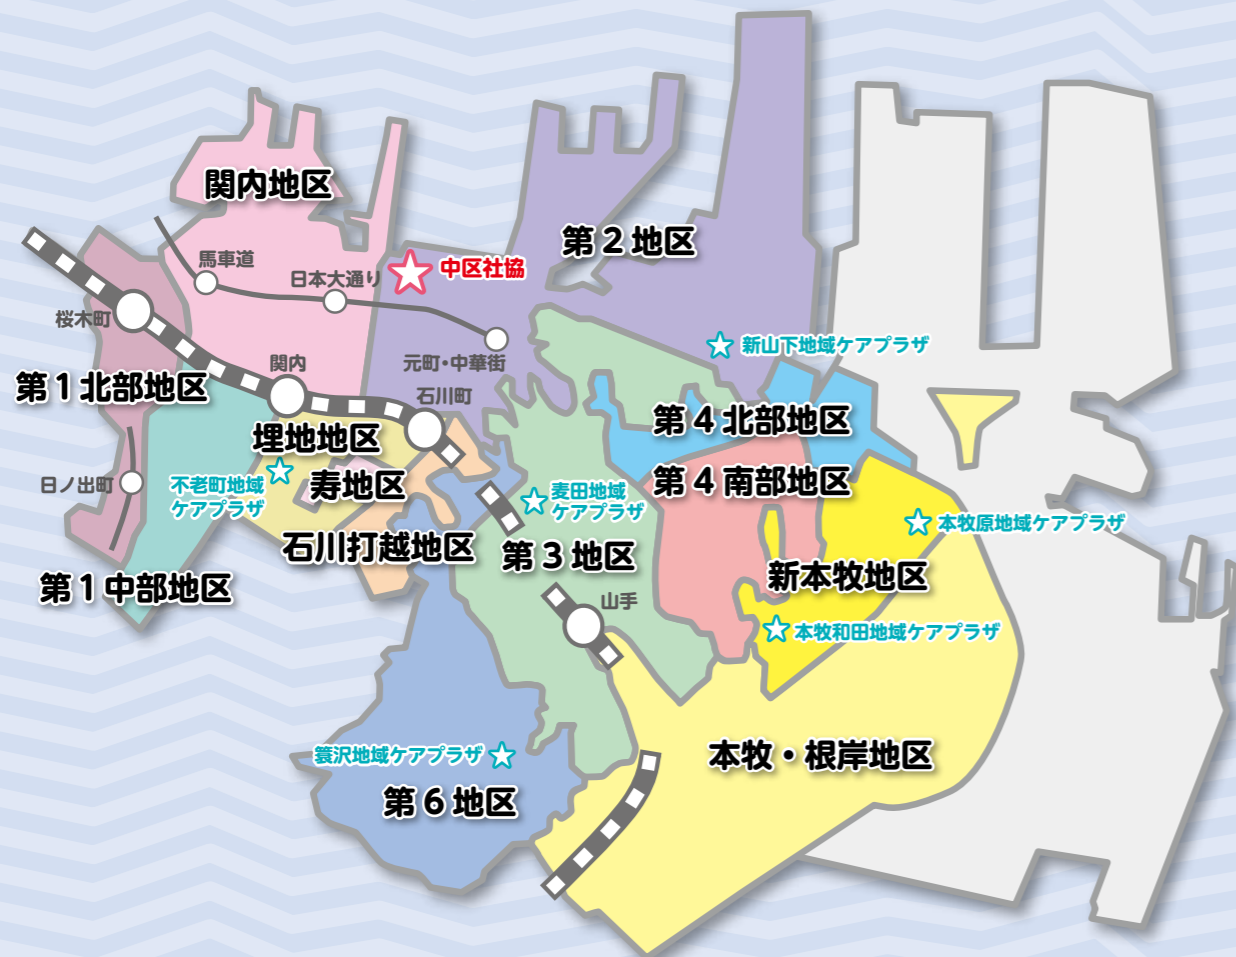 関内地区
第2地区
馬車道
日本大通り
中区社協
桜木町
元町・中華街
新山下地域ケアプラザ
関内
石川町
第1北部地区
第4北部地区
埋地地区
日ノ出町
不老町地域
ケアプラザ
寿地区
麦田地域
ケアプラザ
第4南部地区
本牧原地域ケアプラザ
石川打越地区
第3地区
新本牧地区
第1中部地区
山手
本牧和田地域ケアプラザ
簑沢地域ケアプラザ
本牧・根岸地区
第6地区